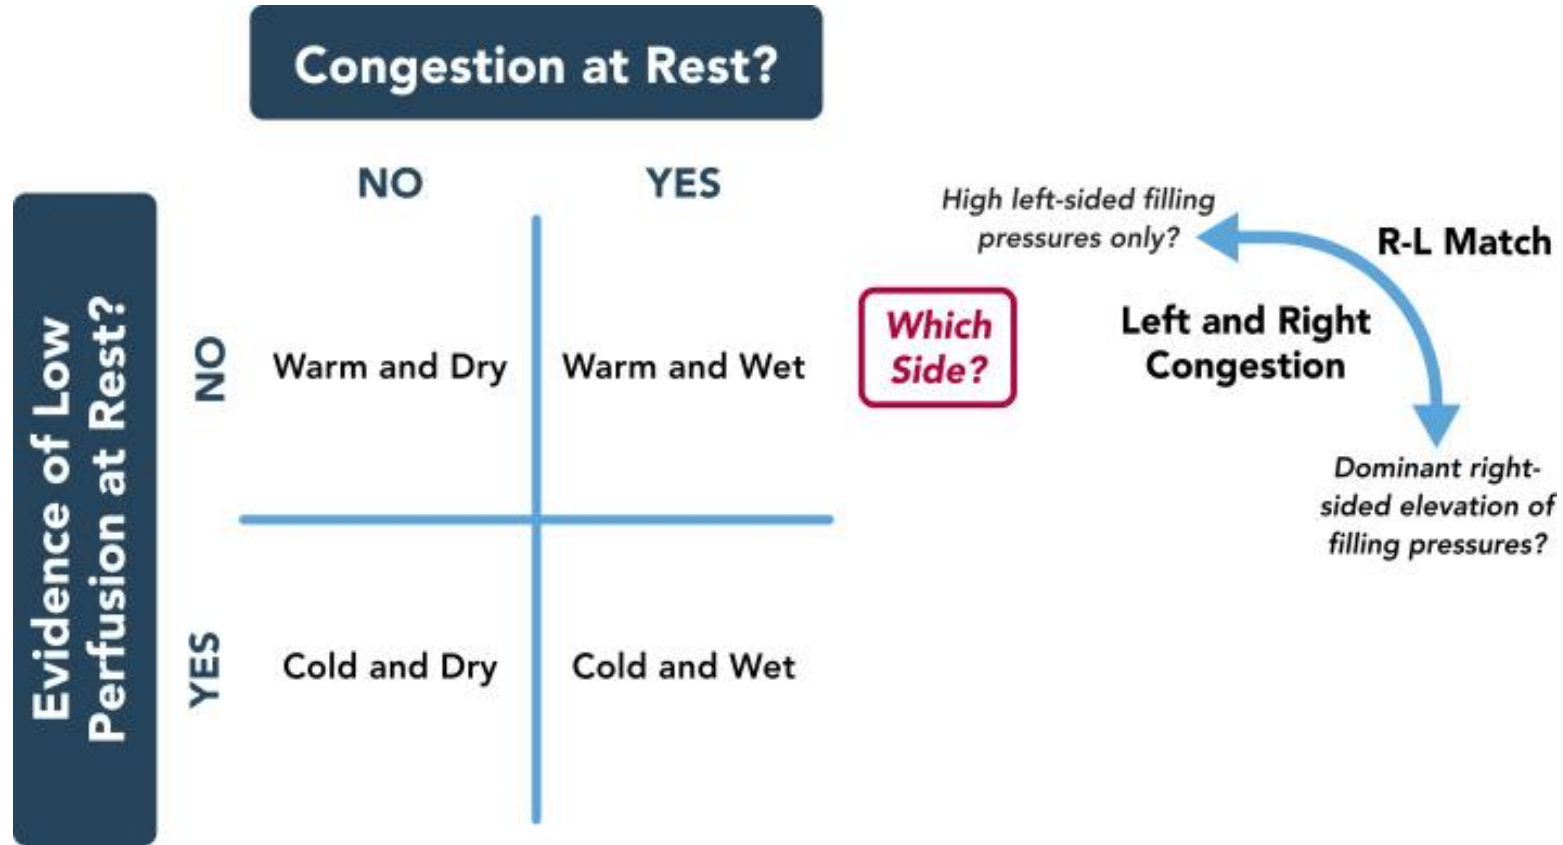 Congestion at Rest?
NO
YES
Evidence of Low
Perfusion at Rest?
NO
Warm and Dry
Warm and Wet
YES
Cold and Dry
Cold and Wet
Which
Side?
High left-sided filling
pressures only?
R-L Match
Left and Right
Congestion
Dominant right-
sided elevation of
filling pressures?